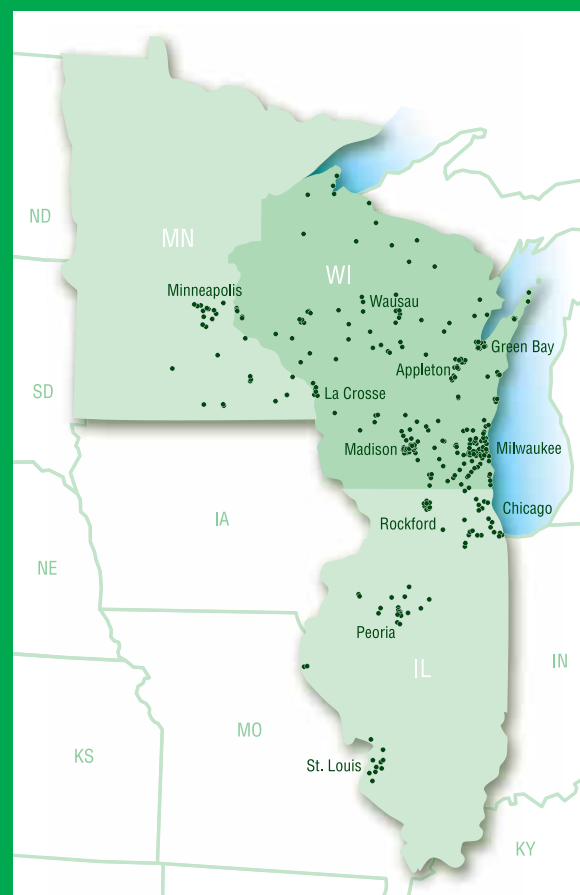 ND
MN
WI
Minneapolis
Wausau
Green Bay
Appleton
SD
La Crosse
Madison
Milwaukee
Chicago
IA
Rockford
NE
Peoria
IN
IL
MO
KS
St. Louis
KY